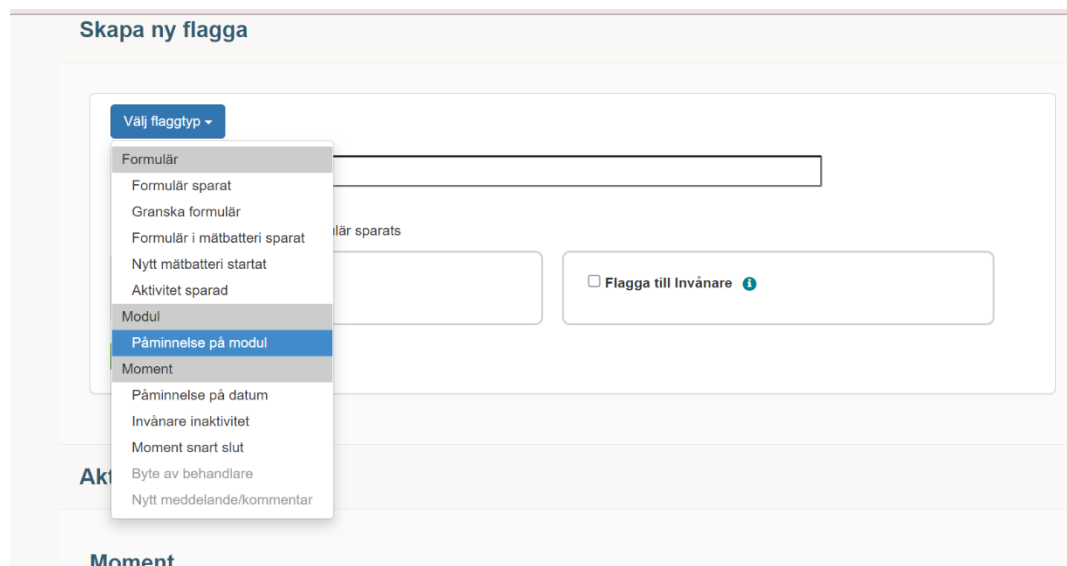 Skapa ny flagga
Välj flaggtyp
Formulär
Formulär sparat
Granska formulär
Formulär i mätbatteri sparat
Nytt mätbatteri startat
Aktivitet sparad
Modul
Påminnelse på modul
Moment
Påminnelse på datum
Invånare inaktivitet
Moment snart slut
Byte av behandlare
Nytt meddelande/kommentar
sparats
Flagga till Invånare
Moment